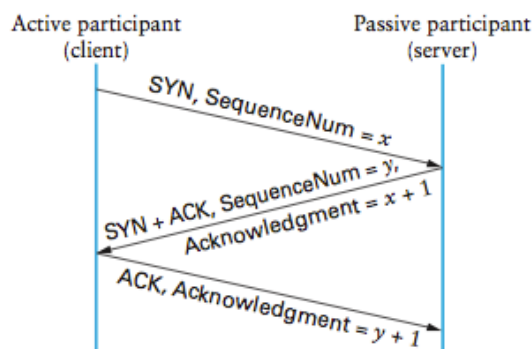 Active participant
(client)
Passive participant
(server)
SYN, SequenceNum = x
SYN + ACK, SequenceNum = y,
Acknowledgment = x + 1
ACK, Acknowledgment = y + 1